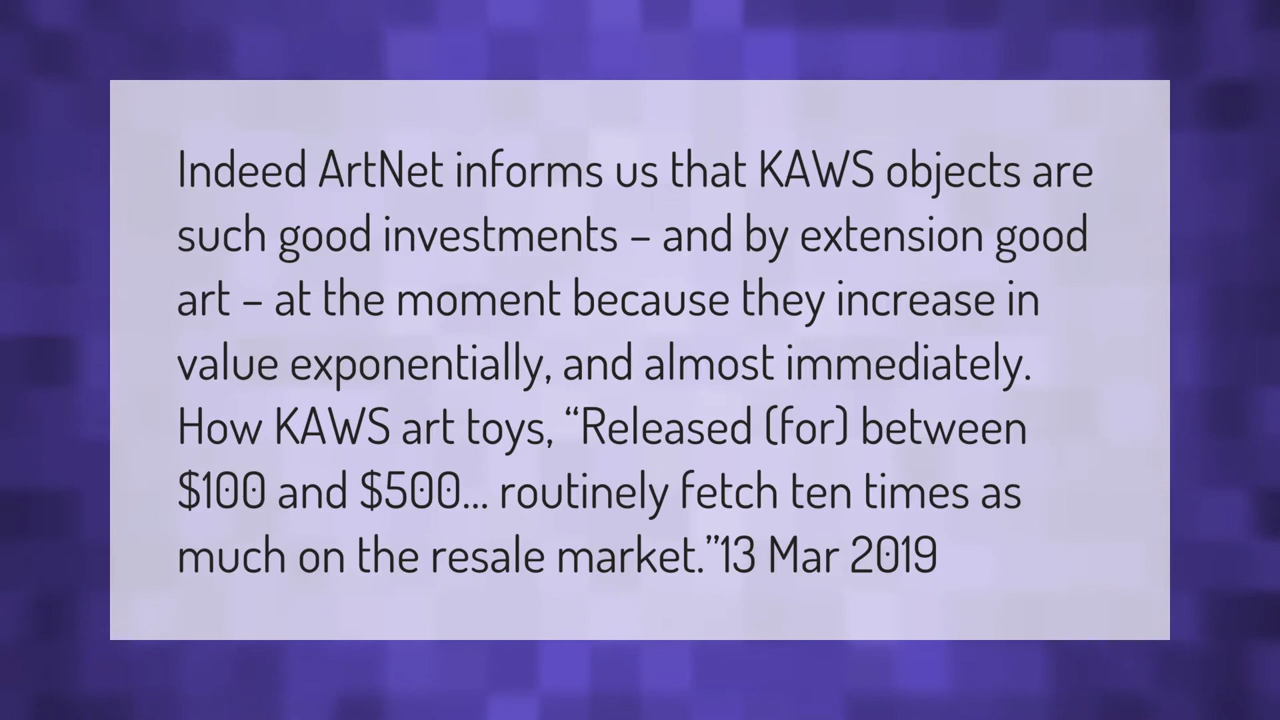 Indeed ArtNet informs us that KAWS objects are
such good investments – and by extension good
art – at the moment because they increase in
value exponentially, and almost immediately.
How KAWS art toys, “Released (for) between
$100 and $500... routinely fetch ten times as
much on the resale market.”13 Mar 2019